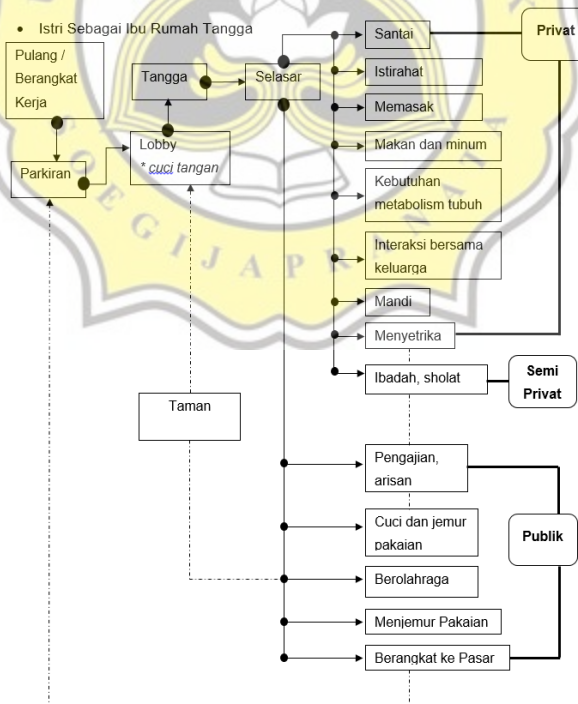 • Istri Sebagai Ibu Rumah Tangga
Pulang /
Berangkat
Kerja
Parkiran
Tangga
Lobby
* cuci tangan
Selasar
Santai
Istirahat
Memasak
Makan dan minum
Kebutuhan
metabolism tubuh
Interaksi bersama
keluarga
Mandi
Menyetrika
Ibadah, sholat
Privat
Semi
Privat
Taman
Pengajian,
arisan
Cuci dan jemur
pakaian
Berolahraga
Menjemur Pakaian
Berangkat ke Pasar
Publik
SOEGIJAPRANATA